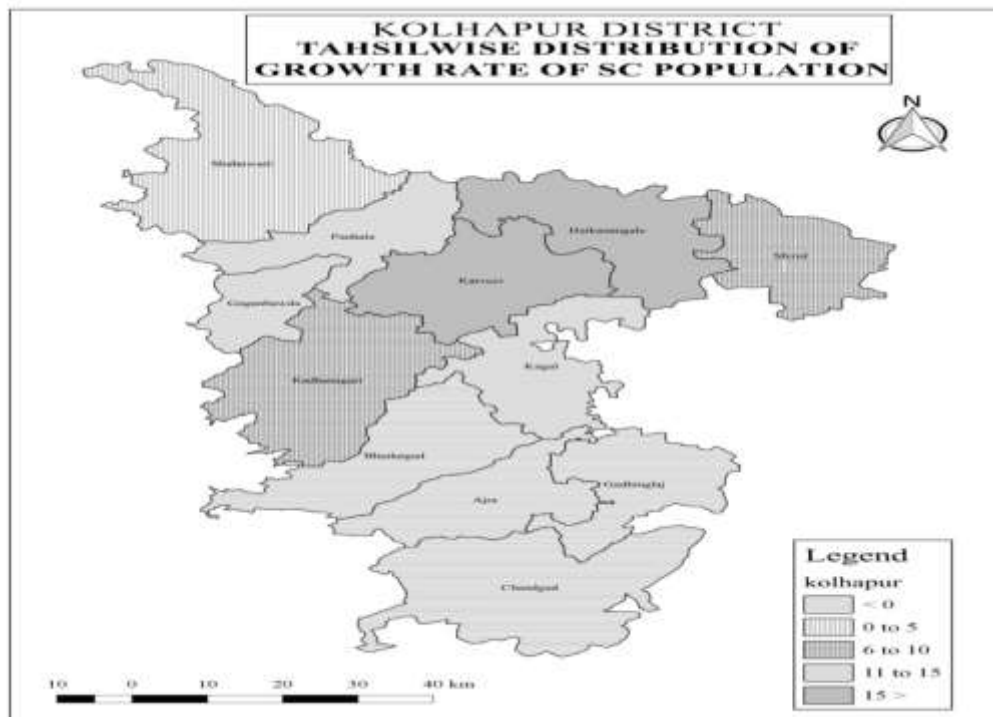 KOLHAPUR DISTRICT
TAHSILWISE DISTRIBUTION OF
GROWTH RATE OF SC POPULATION
N
Shahuwadi
Panhala
Hatkanangale
Shirol
Karveer
Gaganbavda
Kagal
Radhanagari
Bhudargad
Gadhinglaj
Ajra
Chandgad
Legend
kolhapur
< 0
0 to 5
6 to 10
11 to 15
15 >
10 0 10 20 30 40 km